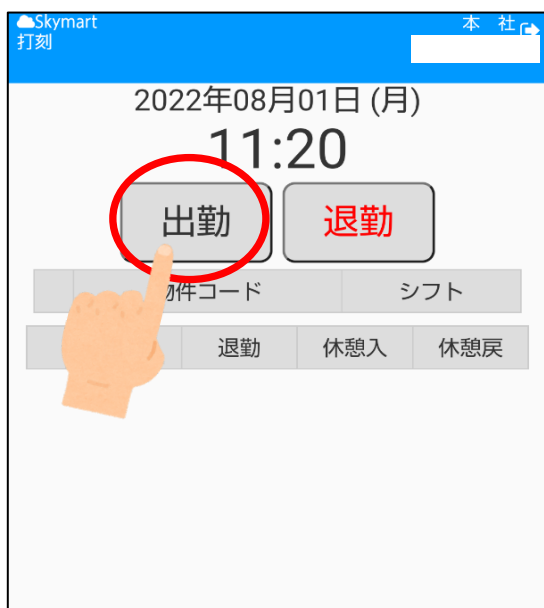 Skymart 本 社
打刻
2022年08月01日 (月)
11:20
出勤 退勤
物件コード シフト
退勤 休憩入 休憩戻